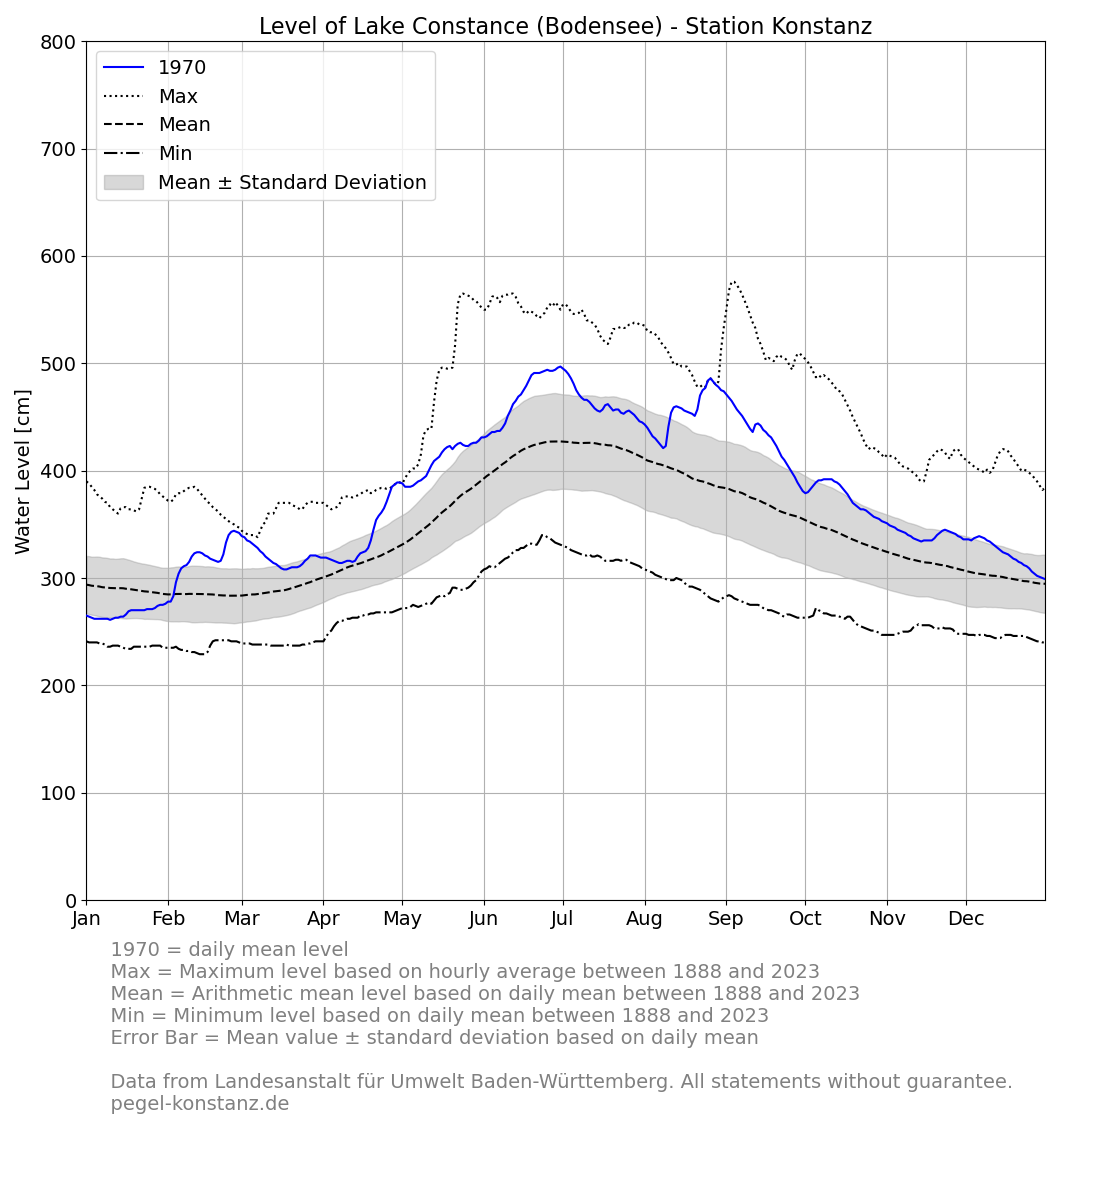 Level of Lake Constance (Bodensee) - Station Konstanz
800
700
600
500
400
300
200
100
0
Water Level [cm]
1970
Max
Mean
Min
Mean ± Standard Deviation
Jan Feb Mar Apr May Jun Jul Aug Sep Oct Nov Dec
1970 = daily mean level
Max = Maximum level based on hourly average between 1888 and 2023
Mean = Arithmetic mean level based on daily mean between 1888 and 2023
Min = Minimum level based on daily mean between 1888 and 2023
Error Bar = Mean value ± standard deviation based on daily mean
Data from Landesanstalt für Umwelt Baden-Württemberg. All statements without guarantee.
pegel-konstanz.de